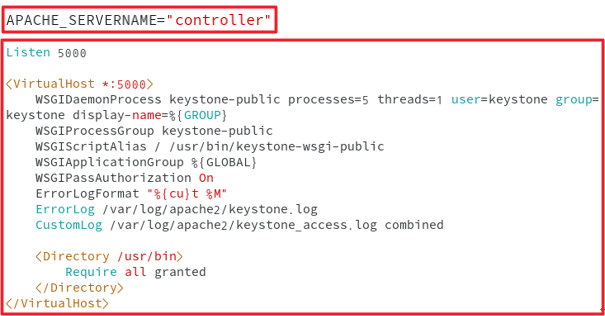 APACHE_SERVERNAME="controller"
Listen 5000
<VirtualHost *:5000>
    WSGIDaemonProcess keystone-public processes=5 threads=1 user=keystone group=
keystone display-name=%{GROUP}
    WSGIProcessGroup keystone-public
    WSGIScriptAlias / /usr/bin/keystone-wsgi-public
    WSGIApplicationGroup %{GLOBAL}
    WSGIPassAuthorization On
    ErrorLogFormat "%{cu}t %M"
    ErrorLog /var/log/apache2/keystone.log
    CustomLog /var/log/apache2/keystone_access.log combined
    <Directory /usr/bin>
        Require all granted
    </Directory>
</VirtualHost>